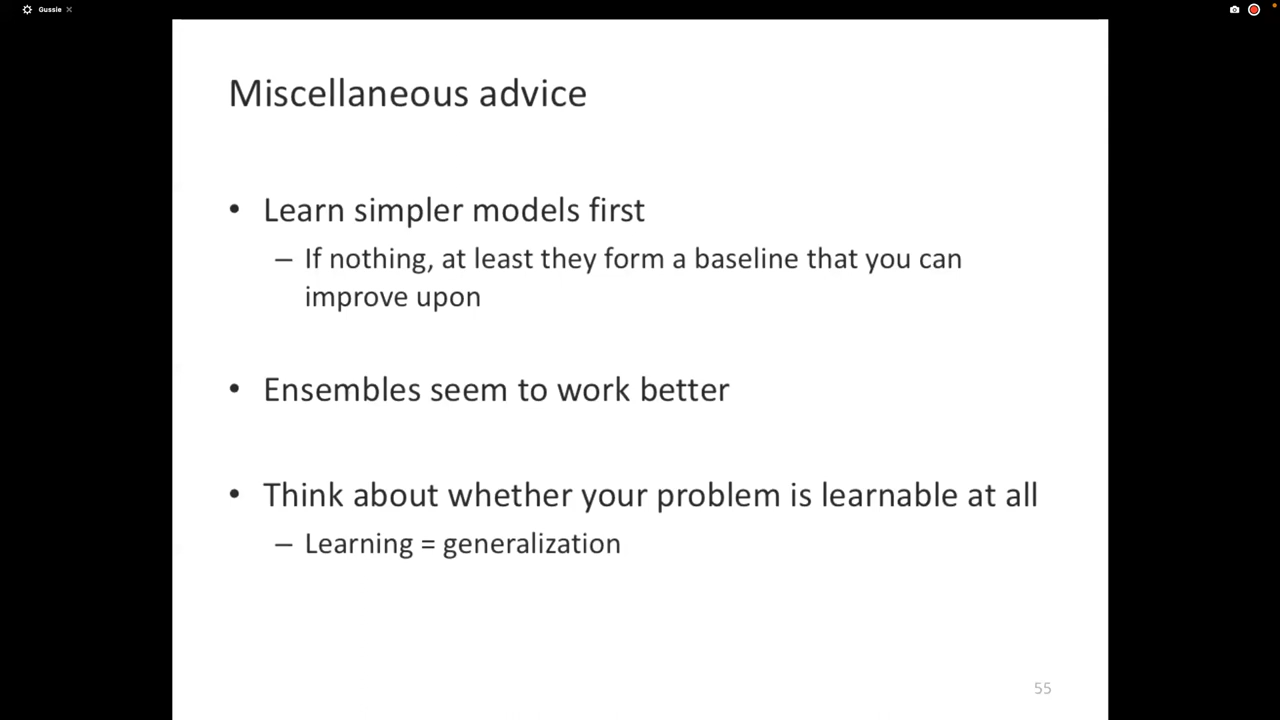 Gussie
Miscellaneous advice
• Learn simpler models first
– If nothing, at least they form a baseline that you can
improve upon
• Ensembles seem to work better
• Think about whether your problem is learnable at all
– Learning = generalization
55